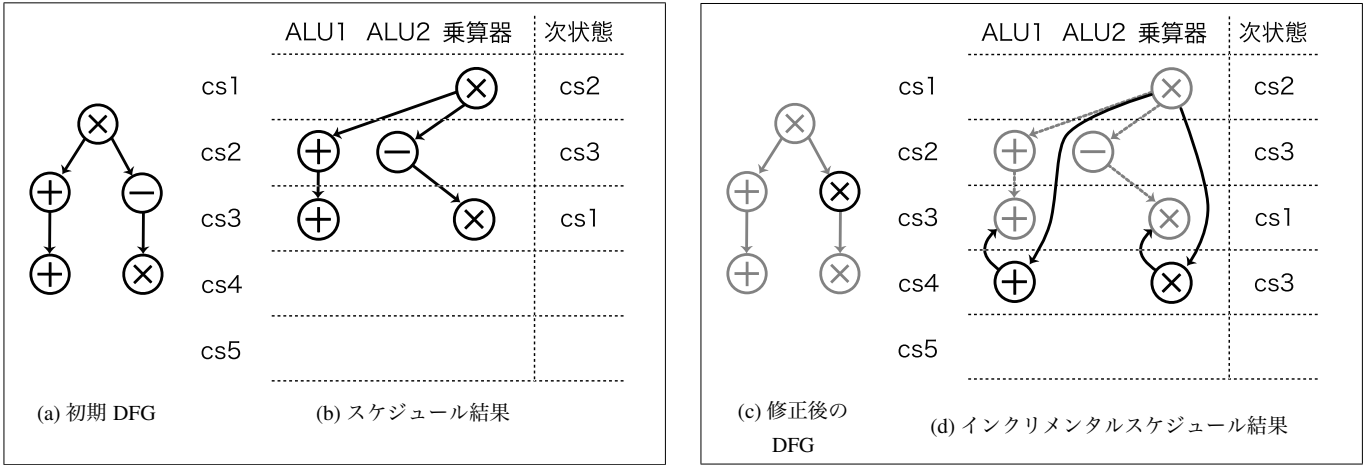 ALU1 ALU2 乗算器 次状態
cs1 cs2
cs2 cs3
cs3 cs1
cs4
cs5
(a) 初期 DFG
(b) スケジュール結果
ALU1 ALU2 乗算器 次状態
cs1 cs2
cs2 cs3
cs3 cs1
cs4 cs3
cs5
(c) 修正後の
DFG
(d) インクリメンタルスケジュール結果